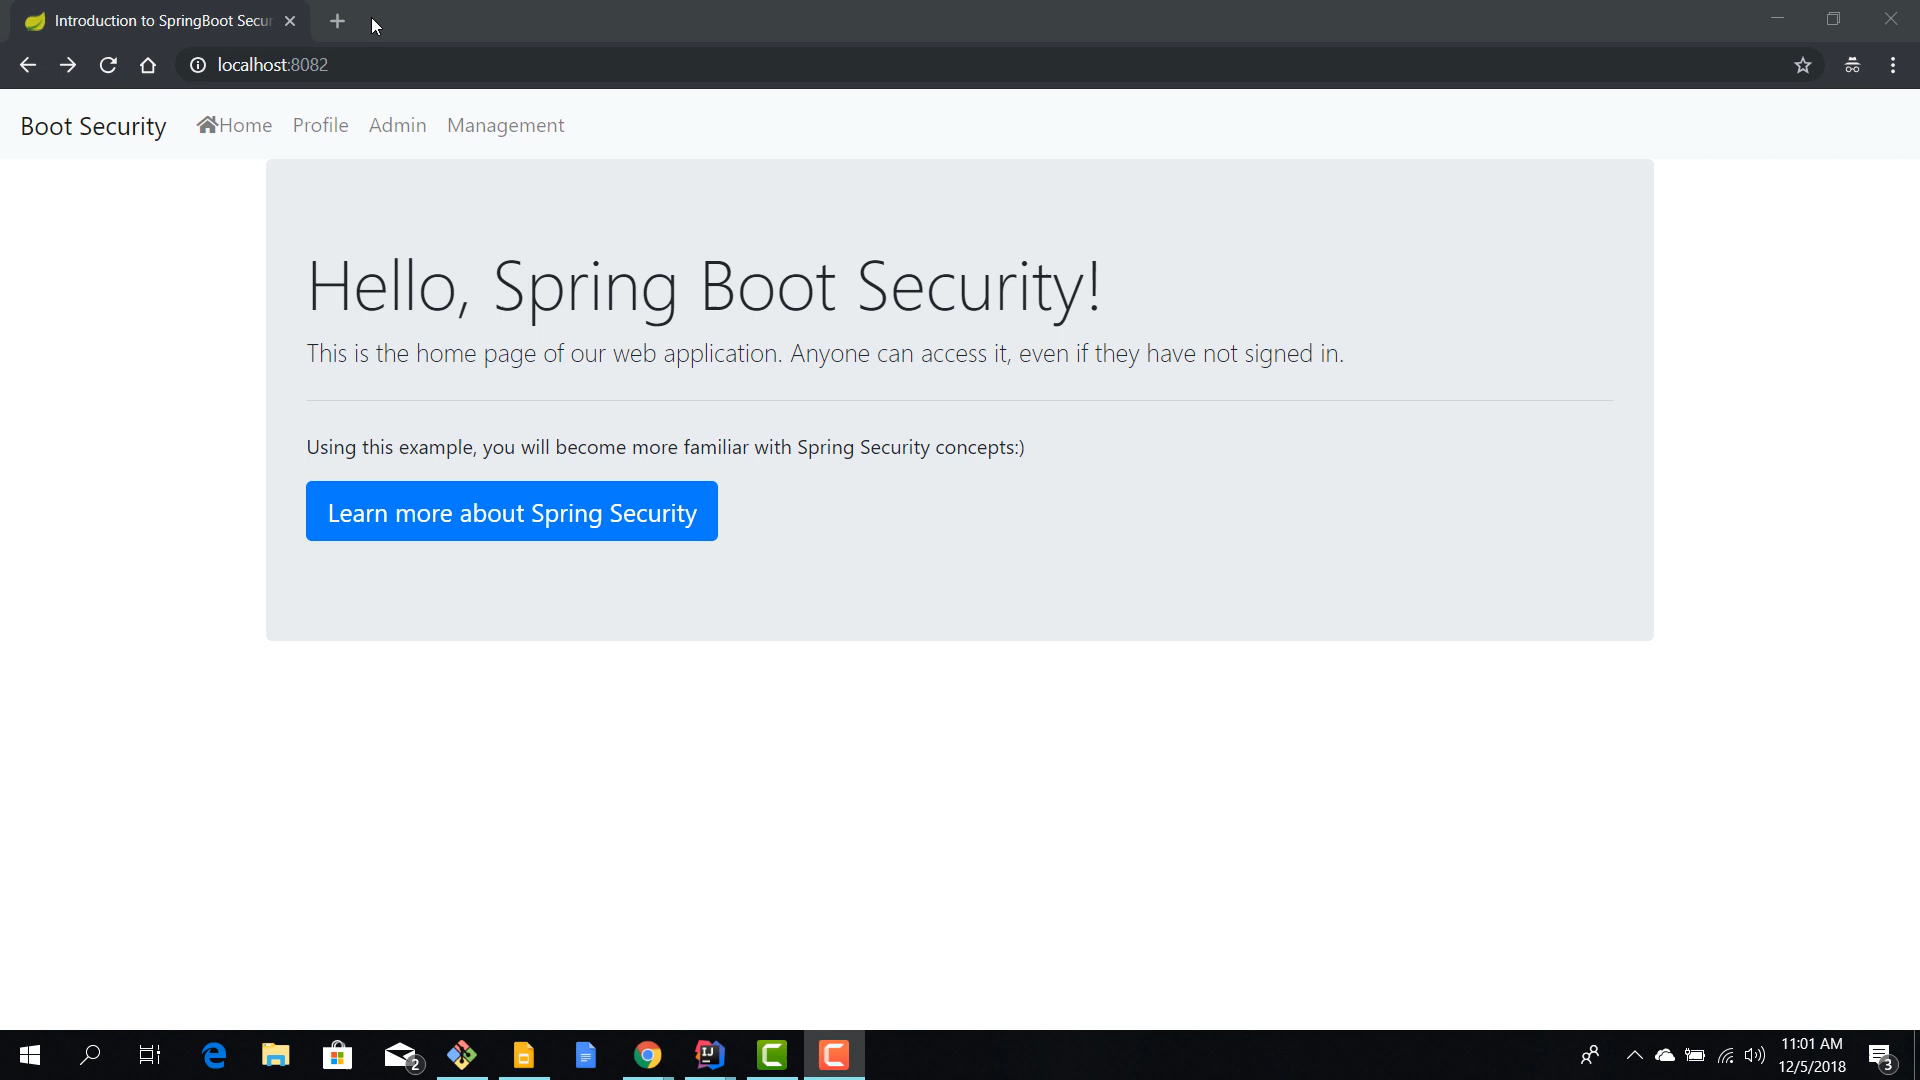 Introduction to SpringBoot Secur
localhost:8082
Boot Security Home Profile Admin Management
Hello, Spring Boot Security!
This is the home page of our web application. Anyone can access it, even if they have not signed in.
Using this example, you will become more familiar with Spring Security concepts:)
Learn more about Spring Security
2
IJ
11:01 AM
12/5/2018
3